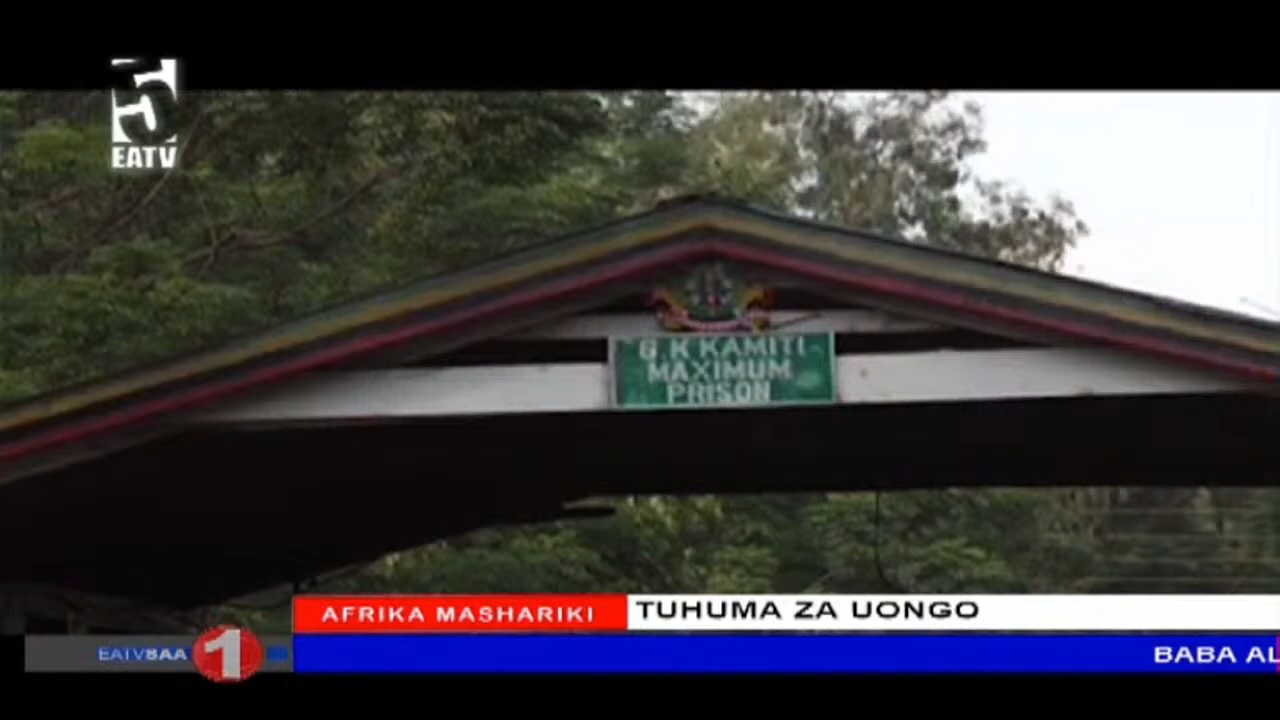 5
EATV
G.K KAMITI
MAXIMUM
PRISON
AFRIKA MASHARIKI
TUHUMA ZA UONGO
EATVSAA 1
BABA AL